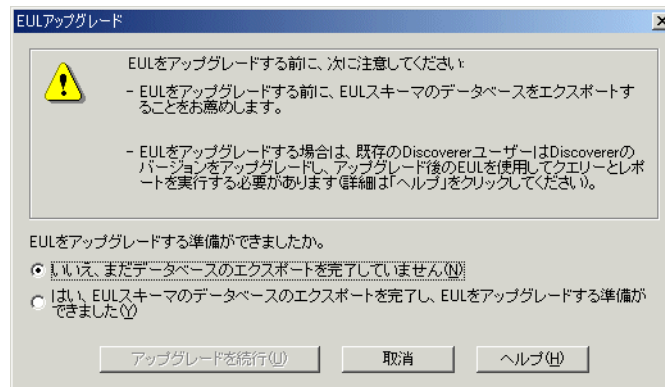 EULアップグレード
EULをアップグレードする前に、次に注意してください:
- EULをアップグレードする前に、EULスキーマのデータベースをエクスポートす
ることをお薦めします。
- EULをアップグレードする場合は、既存のDiscovererユーザーはDiscovererの
バージョンをアップグレードし、アップグレード後のEULを使用してクエリーとレポ
ートを実行する必要があります(詳細は「ヘルプ」をクリックしてください)。
EULをアップグレードする準備ができましたか。
いいえ、まだデータベースのエクスポートを完了していません(N)
はい、EULスキーマのデータベースのエクスポートを完了し、EULをアップグレードする準備が
できました(Y)
アップグレードを続行(U)
取消
ヘルプ(H)